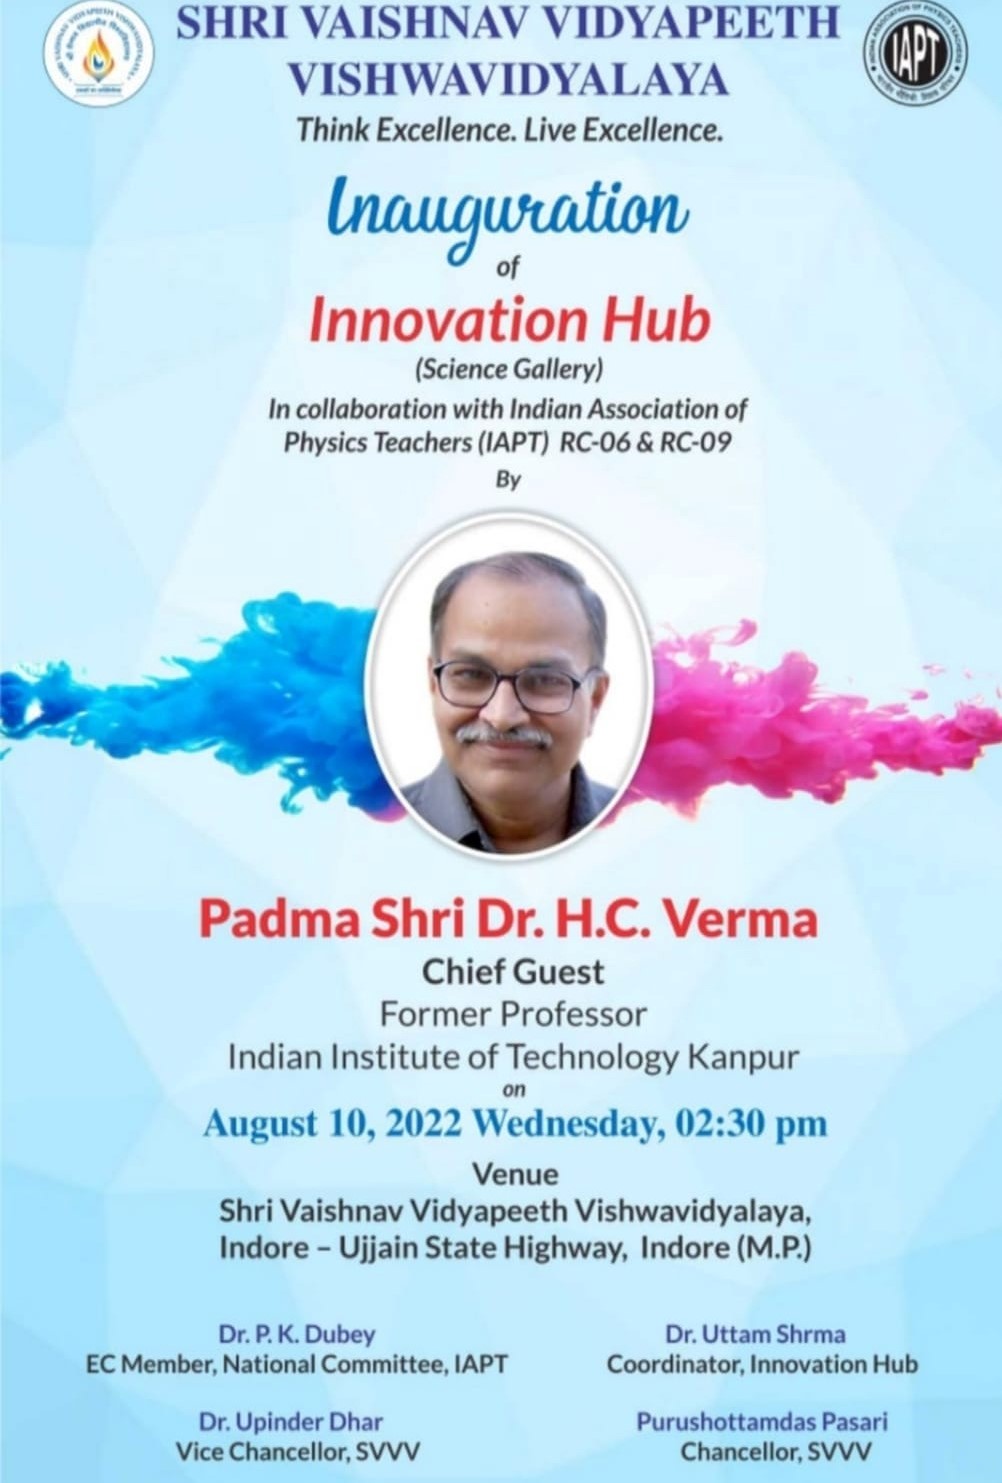 SHRI VAISHNAV VIDYAPEETH
VISHWAVIDYALAYA
Think Excellence. Live Excellence.
IAPT
Inauguration
of
Innovation Hub
(Science Gallery)
In collaboration with Indian Association of
Physics Teachers (IAPT) RC-06 & RC-09
By
Padma Shri Dr. H.C. Verma
Chief Guest
Former Professor
Indian Institute of Technology Kanpur
on
August 10, 2022 Wednesday, 02:30 pm
Venue
Shri Vaishnav Vidyapeeth Vishwavidyalaya,
Indore – Ujjain State Highway, Indore (M.P.)
Dr. P. K. Dubey
EC Member, National Committee, IAPT
Dr. Uttam Shrma
Coordinator, Innovation Hub
Dr. Upinder Dhar
Vice Chancellor, SVVV
Purushottamdas Pasari
Chancellor, SVVV